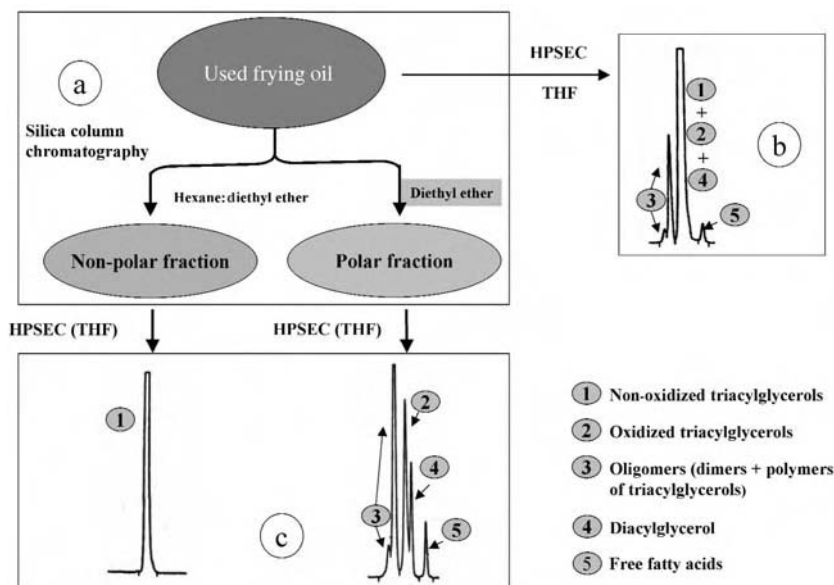 a
Used frying oil
Silica column
chromatography
Hexane:diethyl ether
Diethyl ether
Non-polar fraction
Polar fraction
HPSEC
THF
1
+
2
+
4
3
5
b
HPSEC (THF)
HPSEC (THF)
1
2
4
3
5
c
1 Non-oxidized triacylglycerols
2 Oxidized triacylglycerols
3 Oligomers (dimers + polymers
of triacylglycerols)
4 Diacylglycerol
5 Free fatty acids